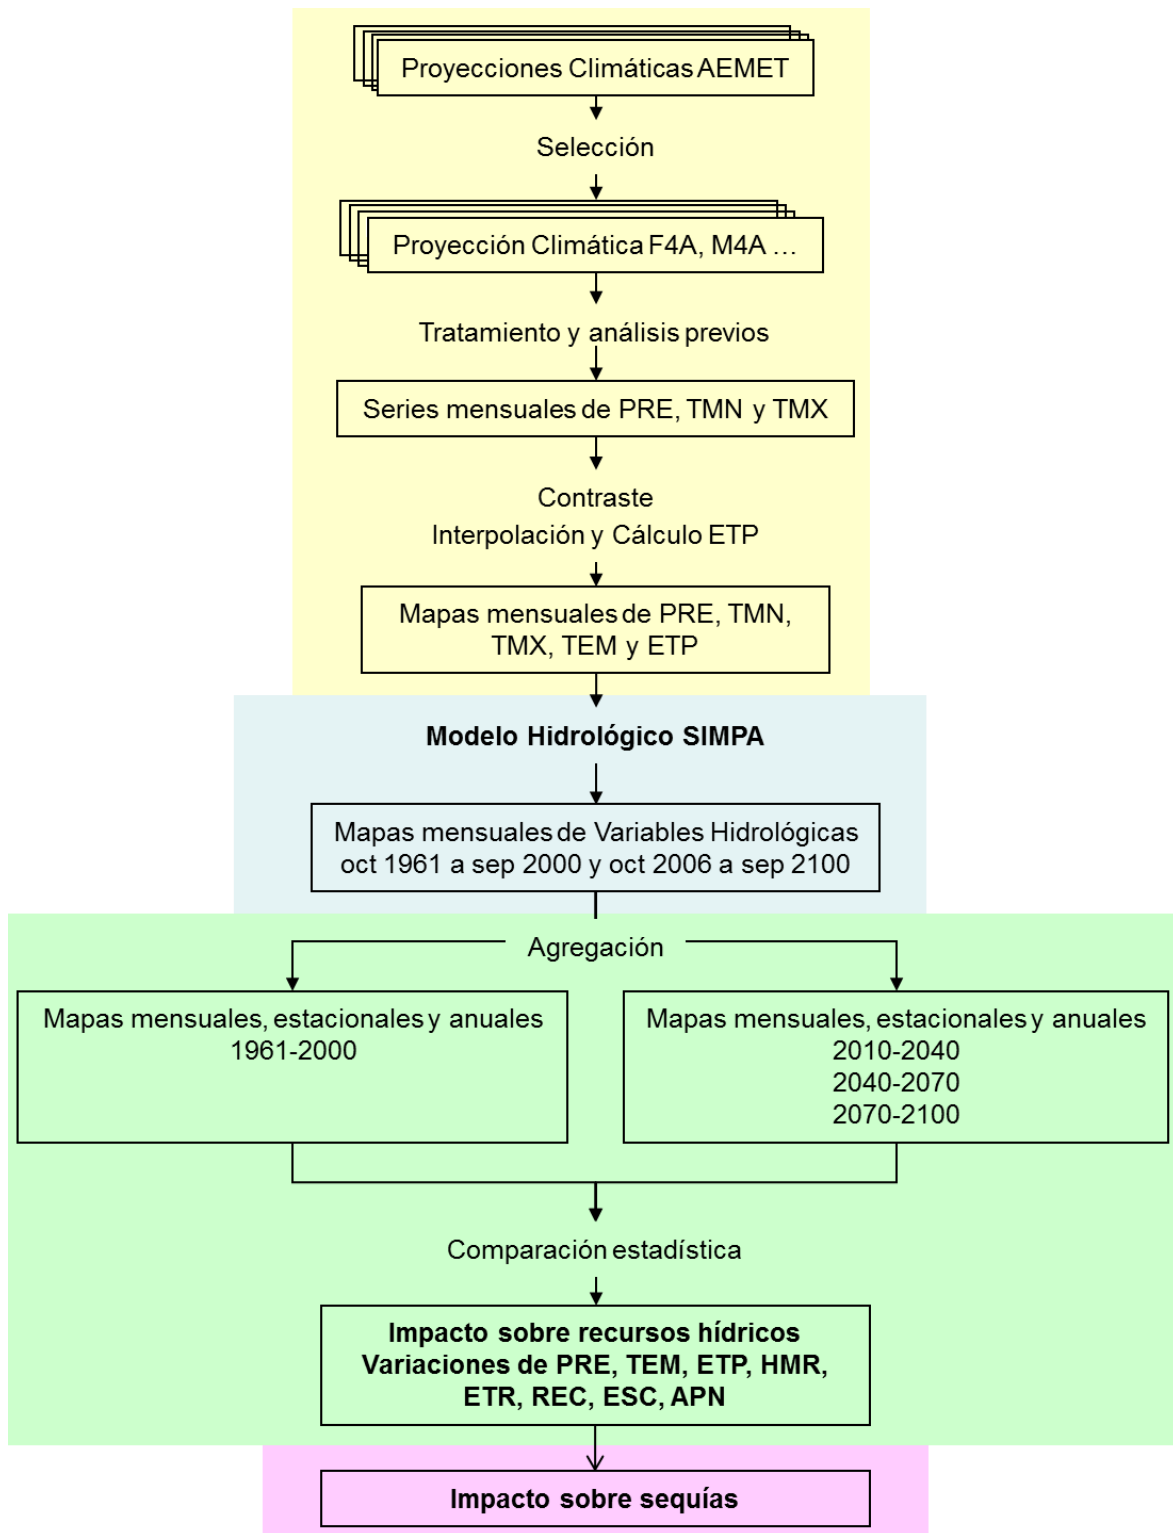 Proyecciones Climáticas AEMET
Selección
Proyección Climática F4A, M4A ...
Tratamiento y análisis previos
Series mensuales de PRE, TMN y TMX
Contraste
Interpolación y Cálculo ETP
Mapas mensuales de PRE, TMN,
TMX, TEM y ETP
Modelo Hidrológico SIMPA
Mapas mensuales de Variables Hidrológicas
oct 1961 a sep 2000 y oct 2006 a sep 2100
Agregación
Mapas mensuales, estacionales y anuales
1961-2000
Mapas mensuales, estacionales y anuales
2010-2040
2040-2070
2070-2100
Comparación estadística
Impacto sobre recursos hídricos
Variaciones de PRE, TEM, ETP, HMR,
ETR, REC, ESC, APN
Impacto sobre sequías